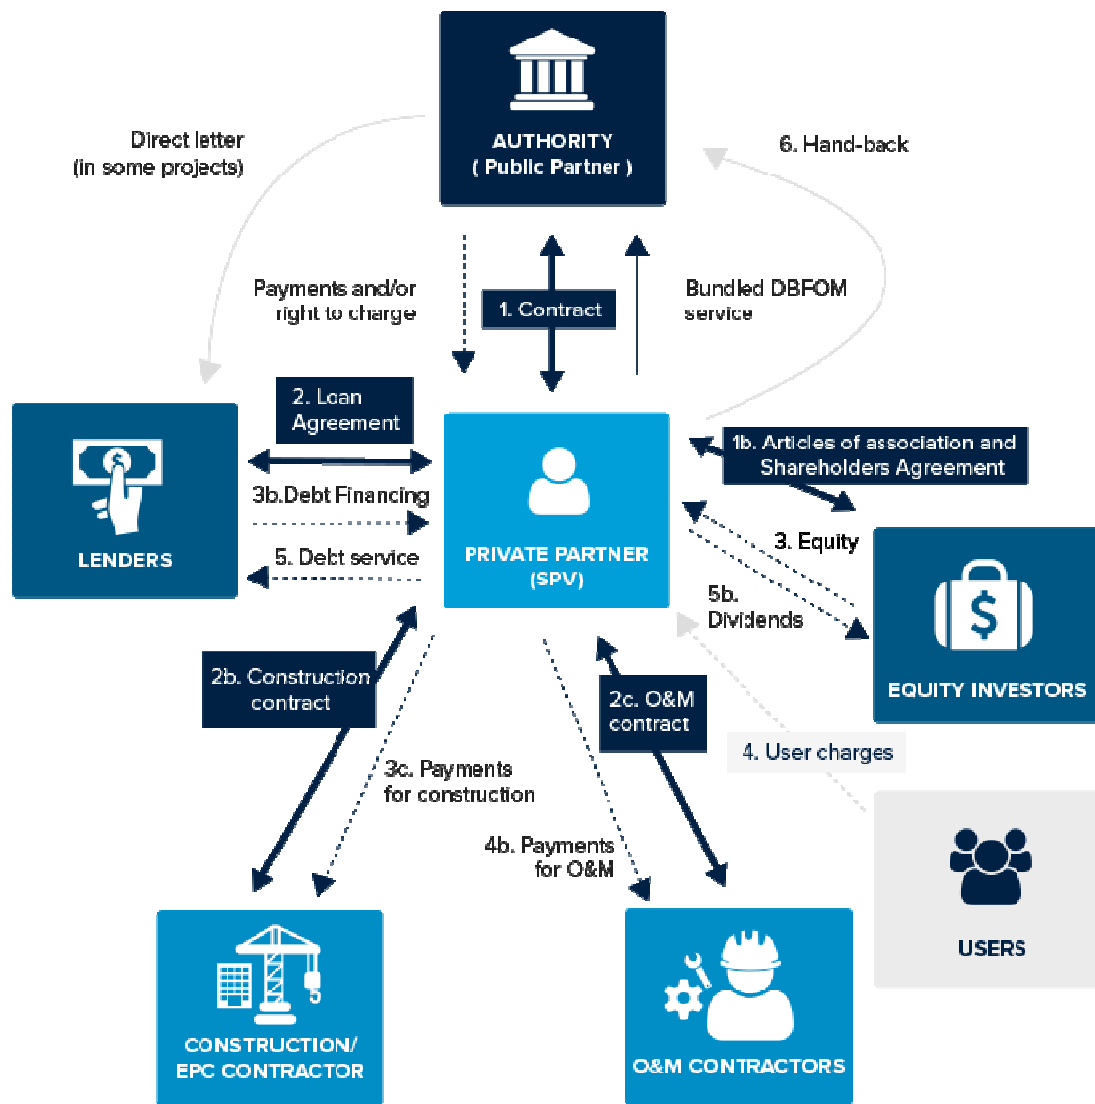 AUTHORITY
( Public Partner )
Direct letter
(in some projects)
6. Hand-back
Payments and/or
right to charge
1. Contract
Bundled DBFOM
service
2. Loan
Agreement
1b. Articles of association and
Shareholders Agreement
3b.Debt Financing
LENDERS
5. Debt service
PRIVATE PARTNER
(SPV)
3. Equity
5b.
Dividends
EQUITY INVESTORS
2b. Construction
contract
2c. O&M
contract
4. User charges
3c. Payments
for construction
4b. Payments
for O&M
USERS
CONSTRUCTION/
EPC CONTRACTOR
O&M CONTRACTORS
$
$